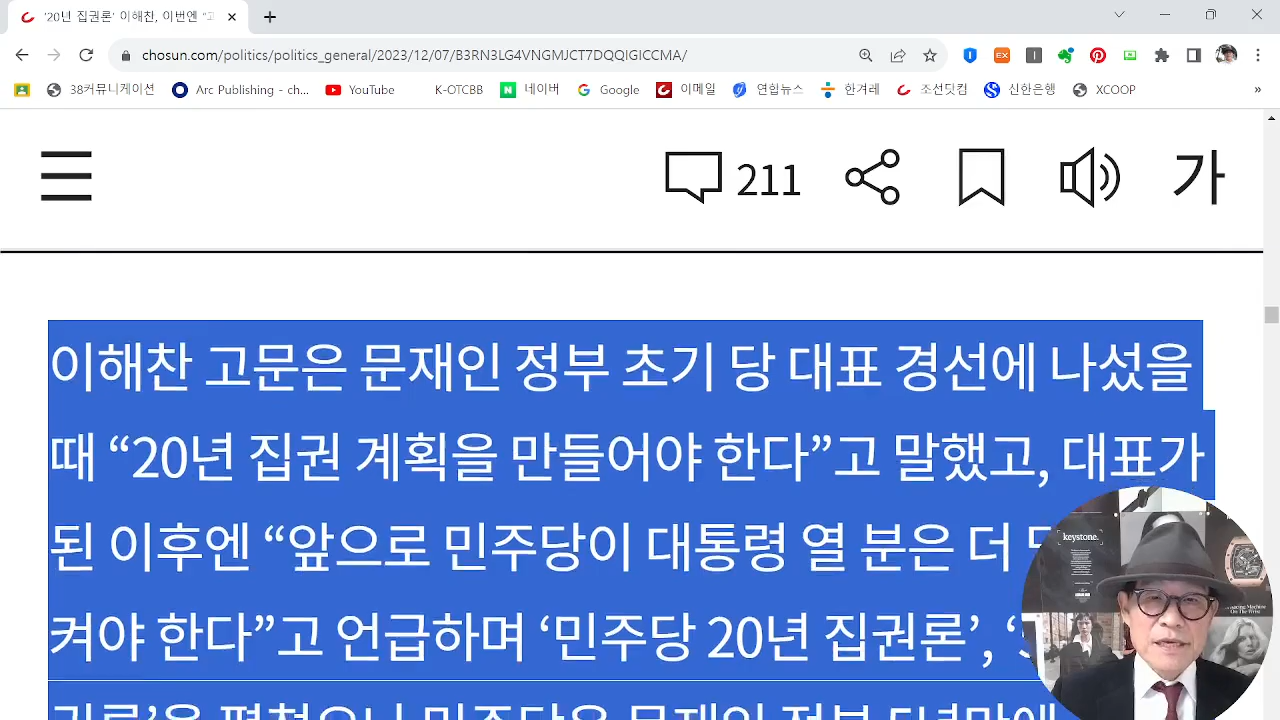 '20년 집권론' 이해찬, 이번엔 "그
chosun.com/politics/politics_general/2023/12/07/B3RN3LG4VNGMJCT7DQQIGICCMA/
38커뮤니케이션 Arc Publishing - ch... YouTube K-OTCBB 네이버 Google 이메일 연합뉴스 한겨레 조선닷컴 신한은행 XCOOP »
211 가
이해찬 고문은 문재인 정부 초기 당 대표 경선에 나섰을
때 “20년 집권 계획을 만들어야 한다”고 말했고, 대표가
된 이후엔 “앞으로 민주당이 대통령 열 분은 더
켜야 한다”고 언급하며 ‘민주당 20년 집권론’,
keystone.
Racing Machine
On The Wrist